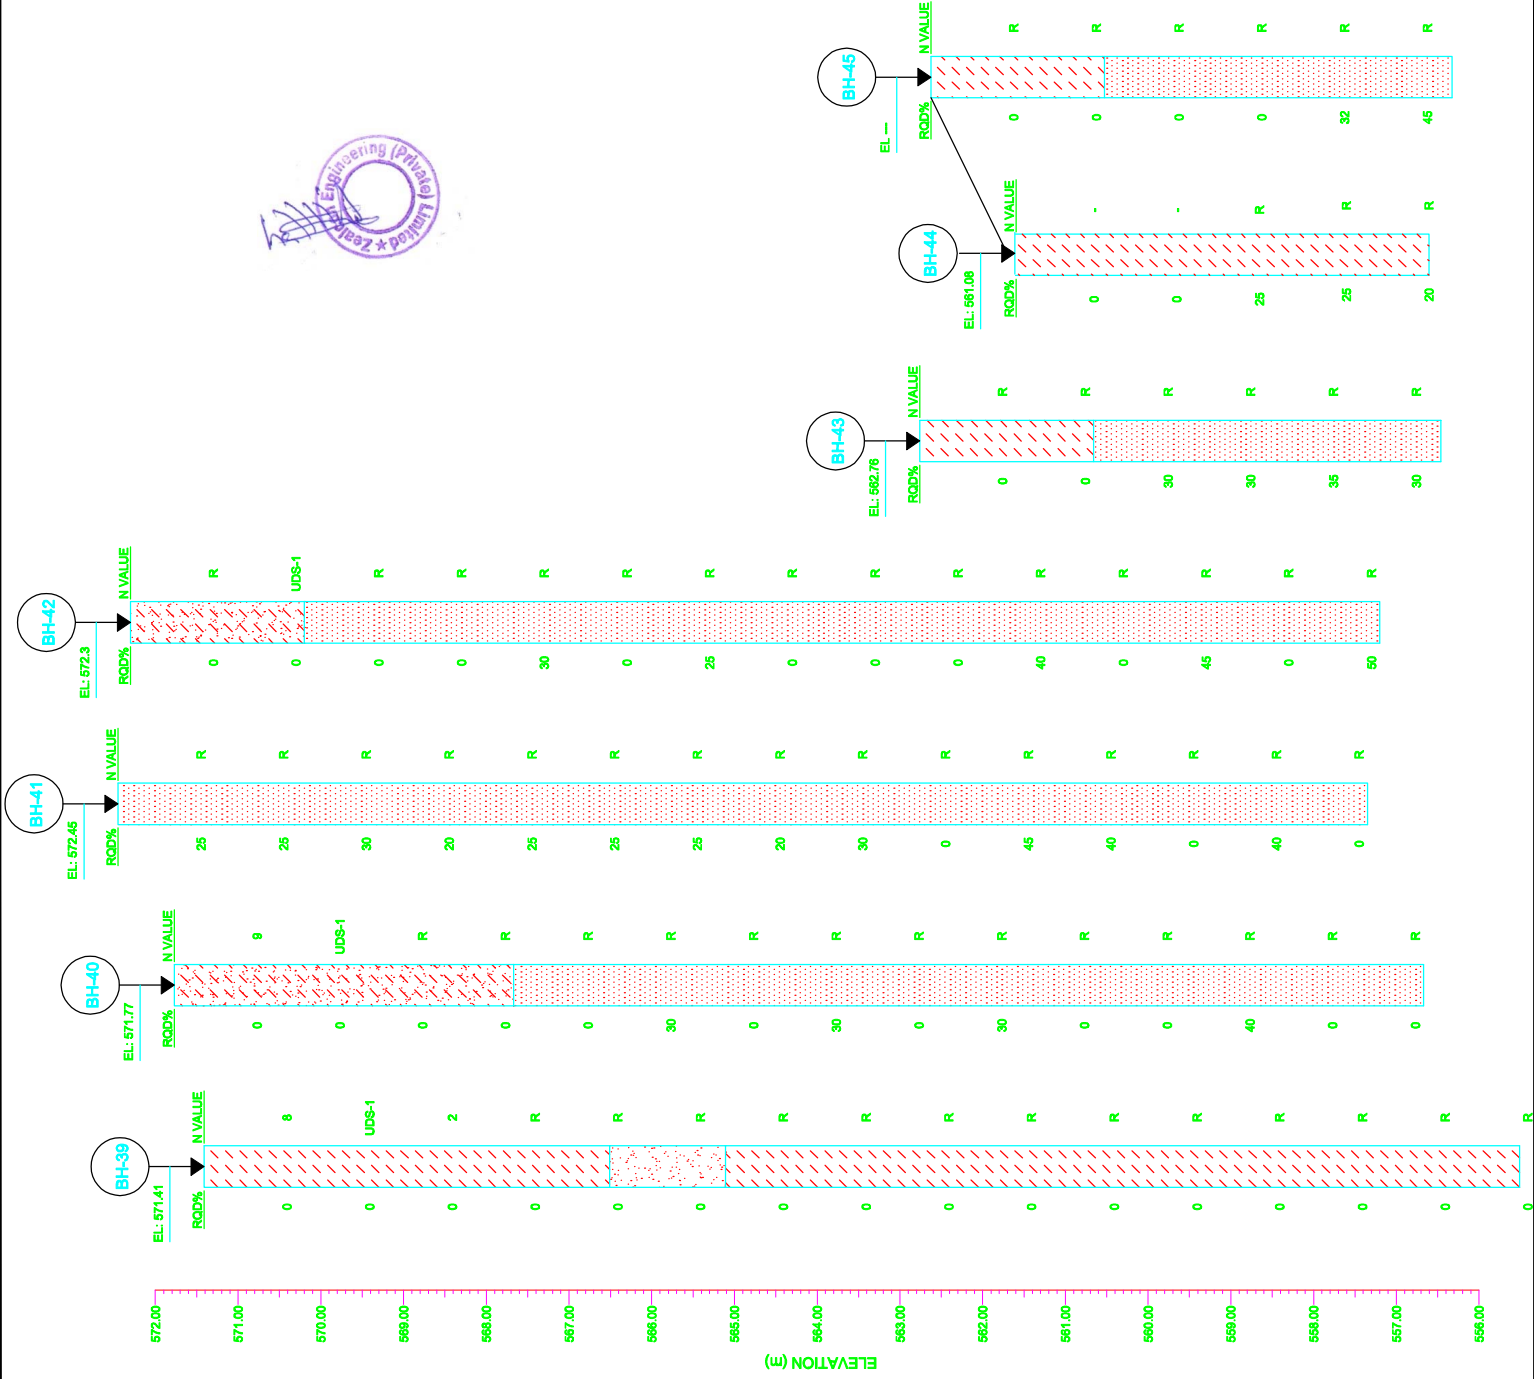 ELEVATION (m)
572.00
571.00
570.00
569.00
568.00
567.00
566.00
565.00
564.00
563.00
562.00
561.00
560.00
559.00
558.00
557.00
556.00
BH-39
EL: 571.41
RQD% N VALUE
0 8
0 UDS-1
0 2
0 R
0 R
0 R
0 R
0 R
0 R
0 R
0 R
0 R
0 R
0 R
0 R
0 R
BH-40
EL: 571.77
RQD% N VALUE
0 9
0 UDS-1
0 R
0 R
0 R
30 R
0 R
30 R
0 R
30 R
0 R
0 R
40 R
0 R
0 R
BH-41
EL: 572.45
RQD% N VALUE
25 R
25 R
30 R
20 R
25 R
25 R
25 R
20 R
30 R
0 R
45 R
40 R
0 R
40 R
0 R
BH-42
EL: 572.3
RQD% N VALUE
0 R
0 UDS-1
0 R
0 R
30 R
0 R
25 R
0 R
0 R
0 R
40 R
0 R
45 R
0 R
50 R
BH-43
EL: 562.76
RQD% N VALUE
0 R
0 R
30 R
30 R
35 R
30 R
BH-44
EL: 561.08
RQD% N VALUE
0 -
0 -
25 R
25 R
20 R
BH-45
EL ---
RQD% N VALUE
0 R
0 R
0 R
0 R
32 R
45 R
Engineering (Private) Limited ★